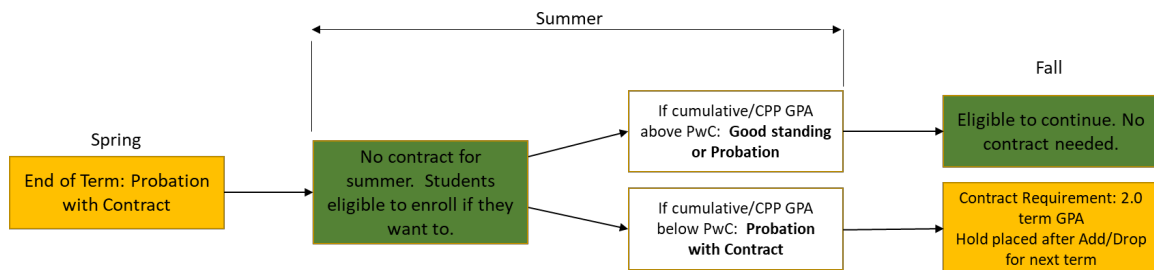 Summer
Fall
Spring
End of Term: Probation
with Contract
No contract for
summer. Students
eligible to enroll if they
want to.
If cumulative/CPP GPA
above PwC: Good standing
or Probation
Eligible to continue. No
contract needed.
If cumulative/CPP GPA
below PwC: Probation
with Contract
Contract Requirement: 2.0
term GPA
Hold placed after Add/Drop
for next term